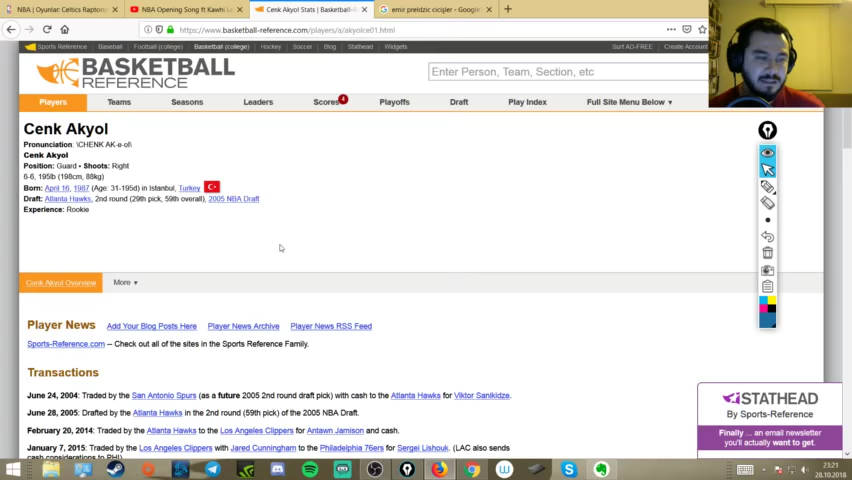 NBA | Oyunlar: Celtics Raptors
NBA Opening Song ft Kawhi
Cenk Akyol Stats | Basketball-R
emir preldzic cicişler - Google
https://www.basketball-reference.com/players/a/akyolce01.html
Sports Reference Baseball Football (college) Basketball (college) Hockey Soccer Blog Stathead Widgets Surf AD-FREE Create Account
BASKETBALL
REFERENCE
Enter Person, Team, Section, etc
Players Teams Seasons Leaders Scores 4 Playoffs Draft Play Index Full Site Menu Below ▼
Cenk Akyol
Pronunciation: \CHENK AK-e-ol\
Cenk Akyol
Position: Guard • Shoots: Right
6-6, 195lb (198cm, 88kg)
Born: April 16, 1987 (Age: 31-195d) in Istanbul, Turkey
Draft: Atlanta Hawks, 2nd round (29th pick, 59th overall), 2005 NBA Draft
Experience: Rookie
Cenk Akyol Overview More ▼
Player News Add Your Blog Posts Here Player News Archive Player News RSS Feed
Sports-Reference.com – Check out all of the sites in the Sports Reference Family.
Transactions
June 24, 2004: Traded by the San Antonio Spurs (as a future 2005 2nd round draft pick) with cash to the Atlanta Hawks for Viktor Sanikidze.
June 28, 2005: Drafted by the Atlanta Hawks in the 2nd round (59th pick) of the 2005 NBA Draft.
February 20, 2014: Traded by the Atlanta Hawks to the Los Angeles Clippers for Antawn Jamison and cash.
January 7, 2015: Traded by the Los Angeles Clippers with Jared Cunningham to the Philadelphia 76ers for Sergei Lishouk. (LAC also sends
cash considerations to PHI)
STATHEAD
By Sports-Reference
Finally ... an email newsletter
you'll actually want to get.
23:21
28.10.2018